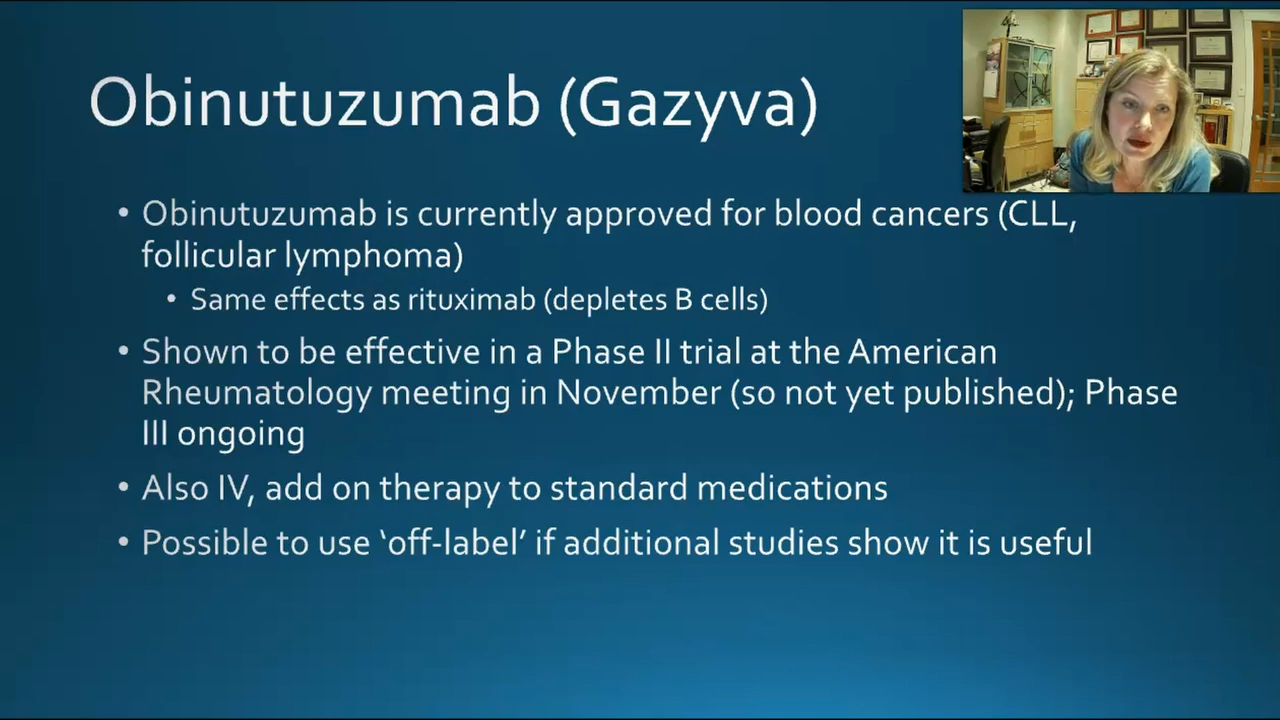 Obinutuzumab (Gazyva)
• Obinutuzumab is currently approved for blood cancers (CLL,
follicular lymphoma)
• Same effects as rituximab (depletes B cells)
• Shown to be effective in a Phase II trial at the American
Rheumatology meeting in November (so not yet published); Phase
III ongoing
• Also IV, add on therapy to standard medications
• Possible to use ‘off-label’ if additional studies show it is useful